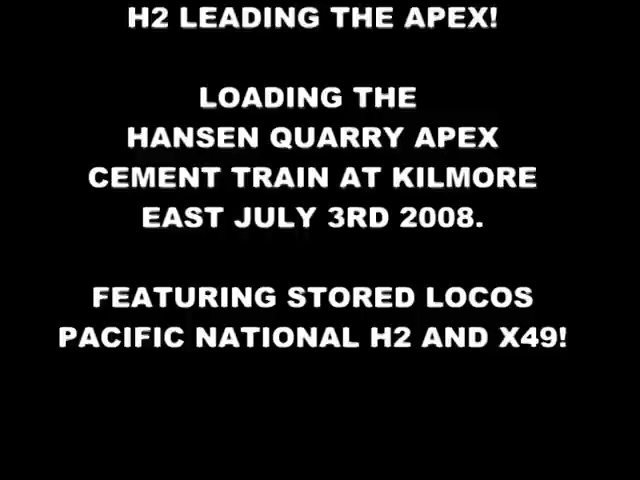 H2 LEADING THE APEX!
LOADING THE
HANSEN QUARRY APEX
CEMENT TRAIN AT KILMORE
EAST JULY 3RD 2008.
FEATURING STORED LOCOS
PACIFIC NATIONAL H2 AND X49!